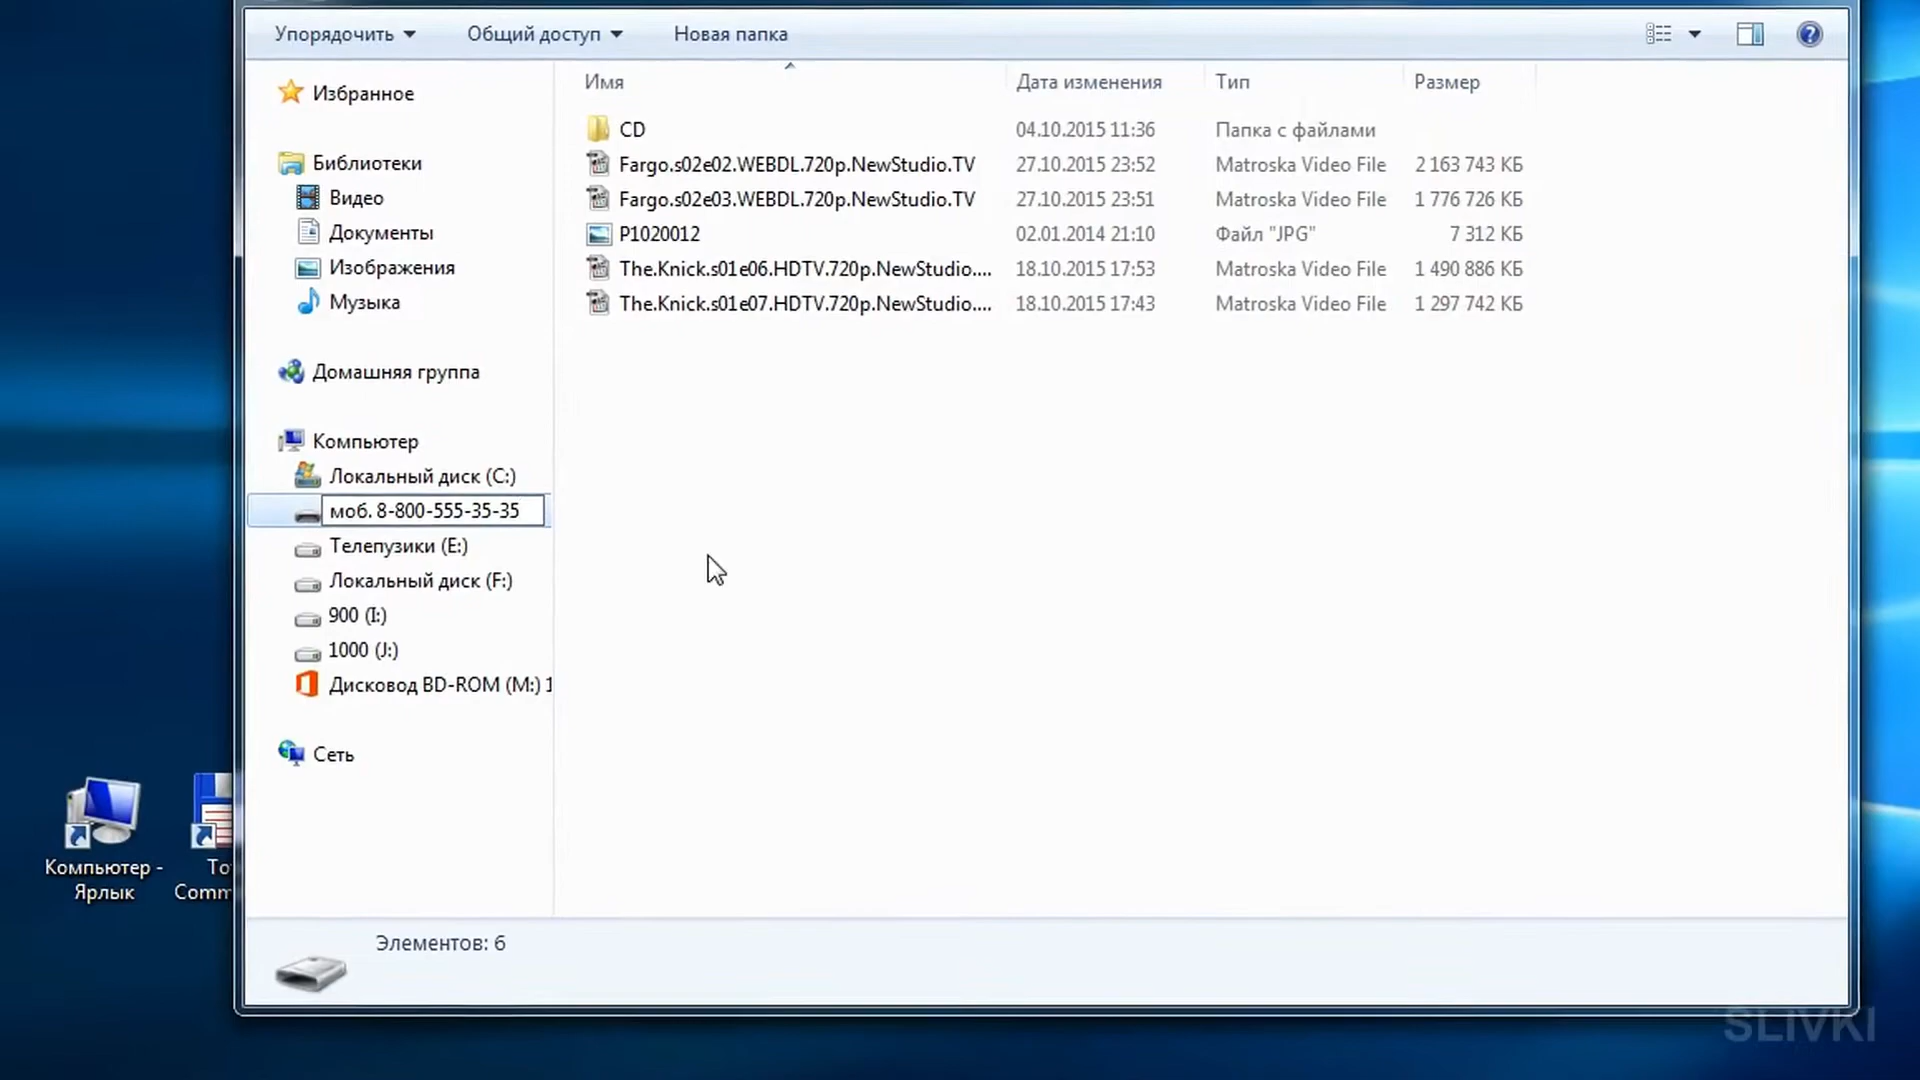 Упорядочить Общий доступ Новая папка
Избранное
Библиотеки
Видео
Документы
Изображения
Музыка
Домашняя группа
Компьютер
Локальный диск (C:)
моб. 8-800-555-35-35
Телепузики (E:)
Локальный диск (F:)
900 (I:)
1000 (J:)
Дисковод BD-ROM (M:) 1
Сеть
Имя Дата изменения Тип Размер
CD 04.10.2015 11:36 Папка с файлами
Fargo.s02e02.WEBDL.720p.NewStudio.TV 27.10.2015 23:52 Matroska Video File 2 163 743 КБ
Fargo.s02e03.WEBDL.720p.NewStudio.TV 27.10.2015 23:51 Matroska Video File 1 776 726 КБ
P1020012 02.01.2014 21:10 Файл "JPG" 7 312 КБ
The.Knick.s01e06.HDTV.720p.NewStudio.... 18.10.2015 17:53 Matroska Video File 1 490 886 КБ
The.Knick.s01e07.HDTV.720p.NewStudio.... 18.10.2015 17:43 Matroska Video File 1 297 742 КБ
Элементов: 6
Компьютер -
Ярлык
To
Comm
SLIVKI